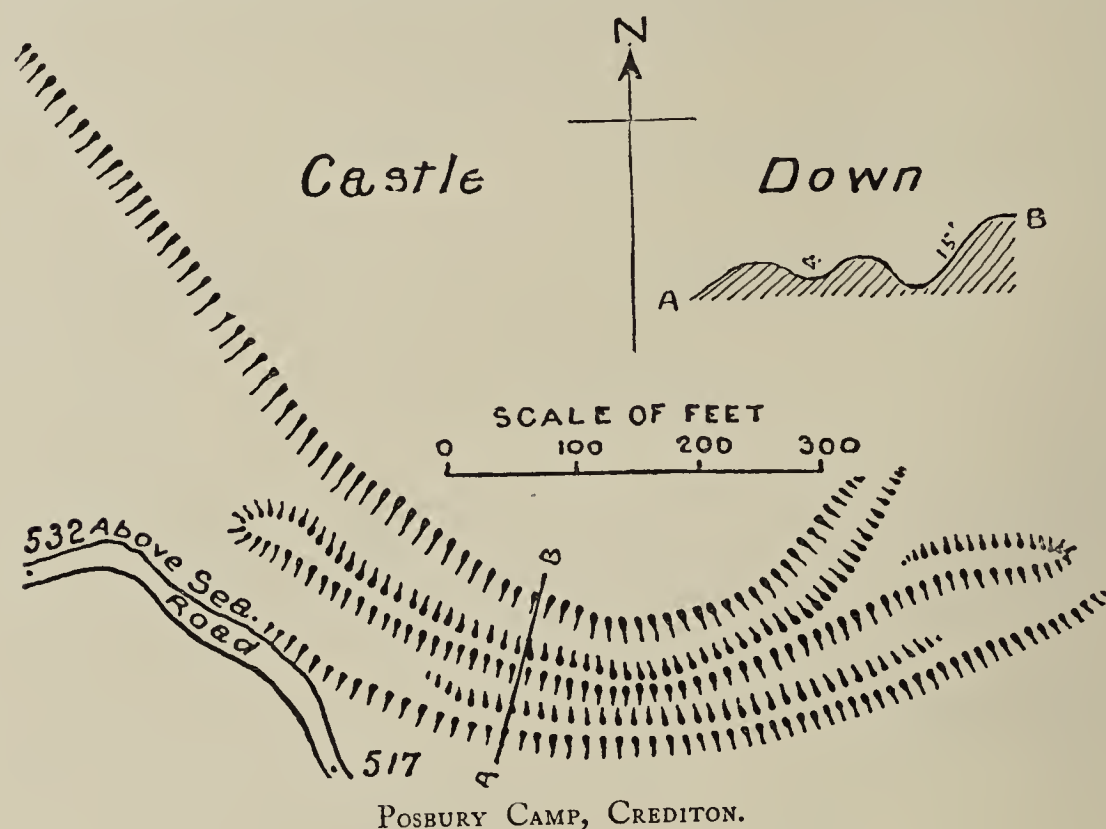 N
Castle Down
B
15'
4.
A
SCALE OF FEET
0 100 200 300
532 Above Sea.
Road
B
A
517
POSBURY CAMP, CREDITON.